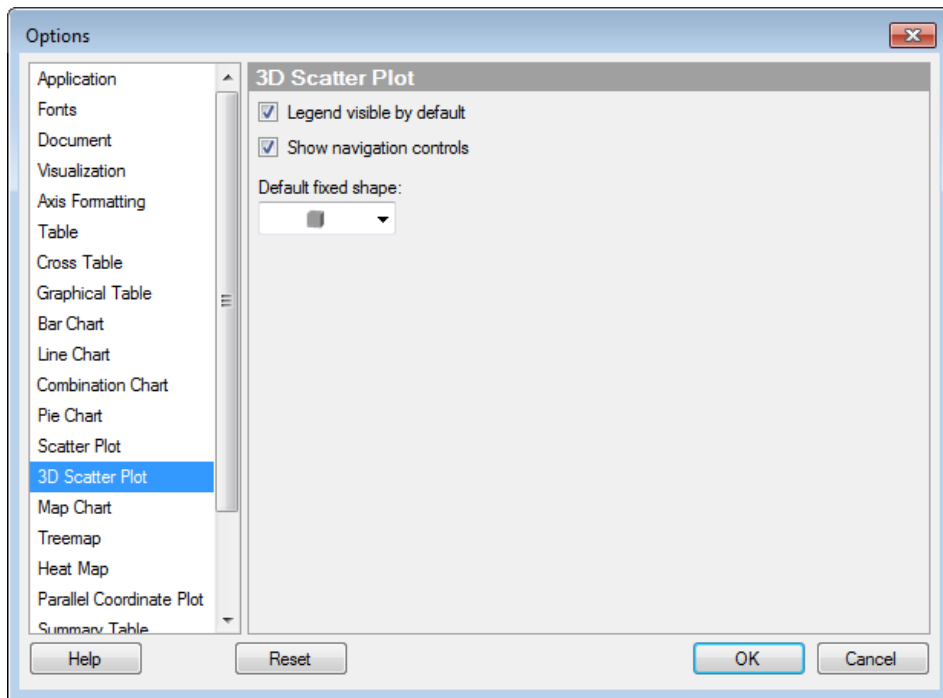 Options
Application
Fonts
Document
Visualization
Axis Formatting
Table
Cross Table
Graphical Table
Bar Chart
Line Chart
Combination Chart
Pie Chart
Scatter Plot
3D Scatter Plot
Map Chart
Treemap
Heat Map
Parallel Coordinate Plot
Summary Table
3D Scatter Plot
Legend visible by default
Show navigation controls
Default fixed shape:
Help
Reset
OK
Cancel